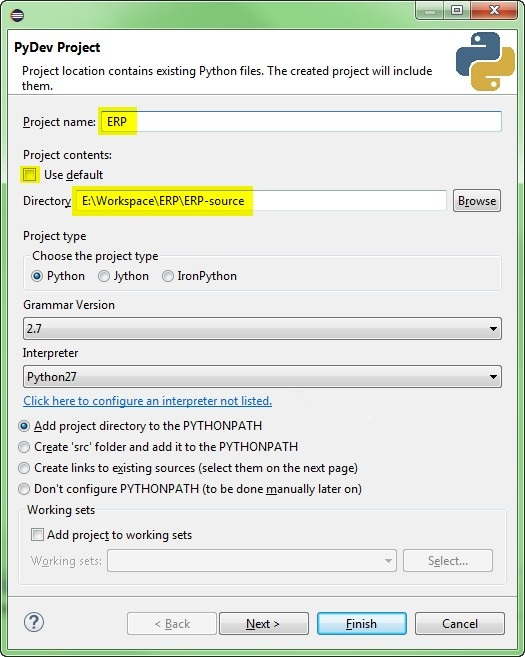 PyDev Project
Project location contains existing Python files. The created project will include
them.
Project name: ERP
Project contents:
Use default
Directory E:\Workspace\ERP\ERP-source Browse
Project type
Choose the project type
Python Jython IronPython
Grammar Version
2.7
Interpreter
Python27
Click here to configure an interpreter not listed.
Add project directory to the PYTHONPATH
Create 'src' folder and add it to the PYTHONPATH
Create links to existing sources (select them on the next page)
Don't configure PYTHONPATH (to be done manually later on)
Working sets
Add project to working sets
Working sets: Select...
? < Back Next > Finish Cancel